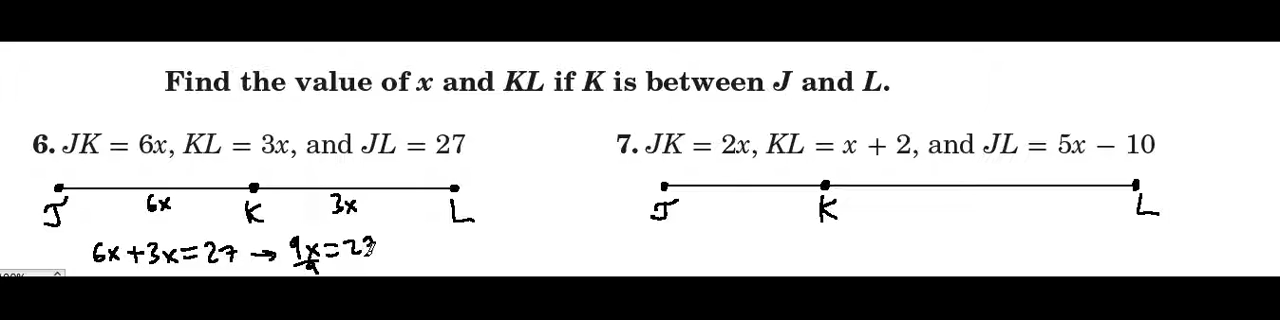 Find the value of x and KL if K is between J and L.
6. JK = 6x, KL = 3x, and JL = 27
7. JK = 2x, KL = x + 2, and JL = 5x − 10
J 6x K 3x L
J K L
6x+3x=27 → 9x=27
9